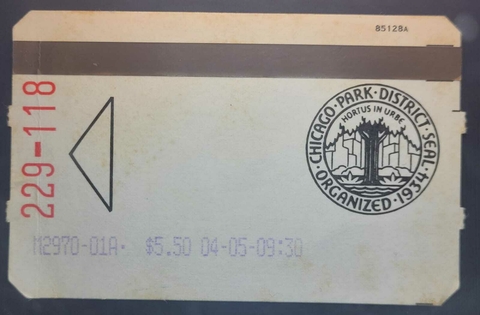 85128A
229-118
CHICAGO·PARK·DISTRICT·SEAL·
ORGANIZED·1934·
HORTUS IN URBE
M2970-01A· $5.50 04-05-09:30